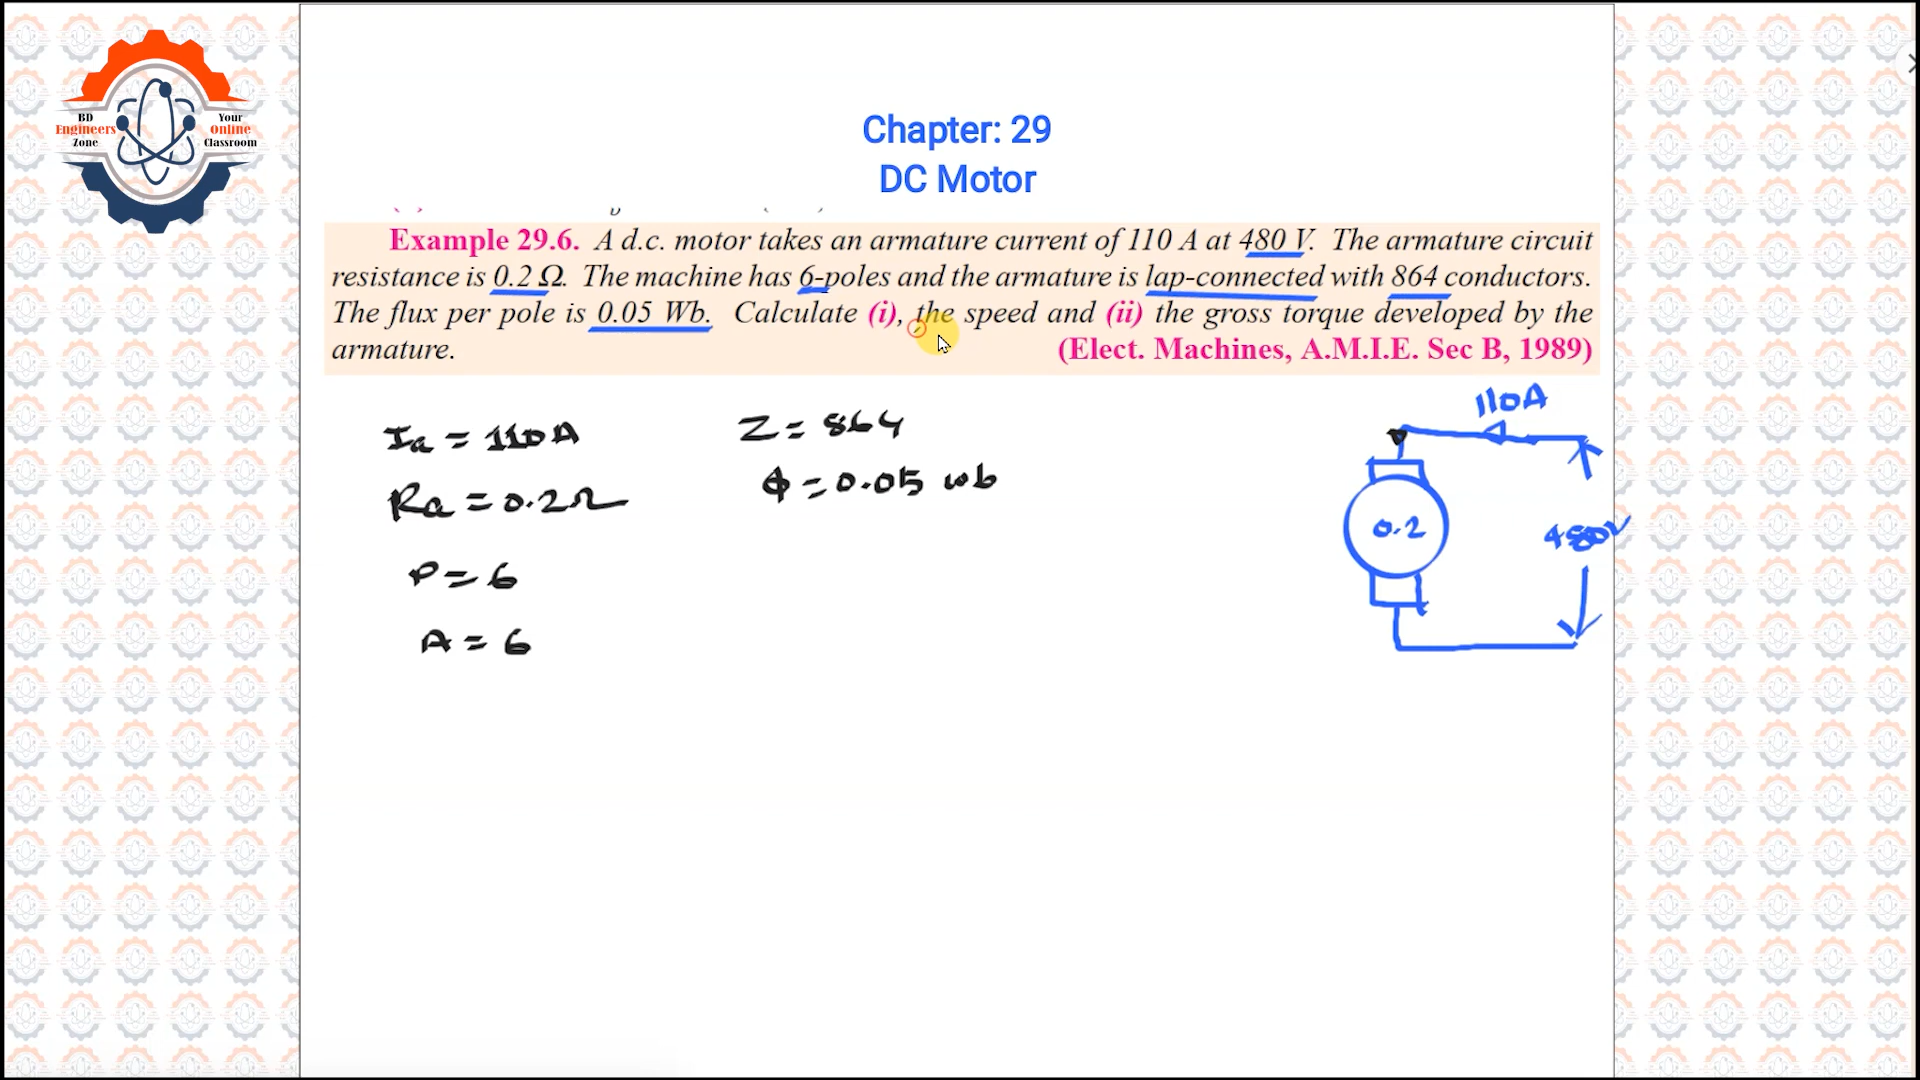 BD
Engineers
Zone
Your
Online
Classroom
Chapter: 29
DC Motor
Example 29.6. A d.c. motor takes an armature current of 110 A at 480 V. The armature circuit
resistance is 0.2 Ω. The machine has 6-poles and the armature is lap-connected with 864 conductors.
The flux per pole is 0.05 Wb. Calculate (i), the speed and (ii) the gross torque developed by the
armature. (Elect. Machines, A.M.I.E. Sec B, 1989)
Ia = 110A
Ra = 0.2Ω
P = 6
A = 6
Z = 864
ϕ = 0.05 wb
110A
0.2
480V